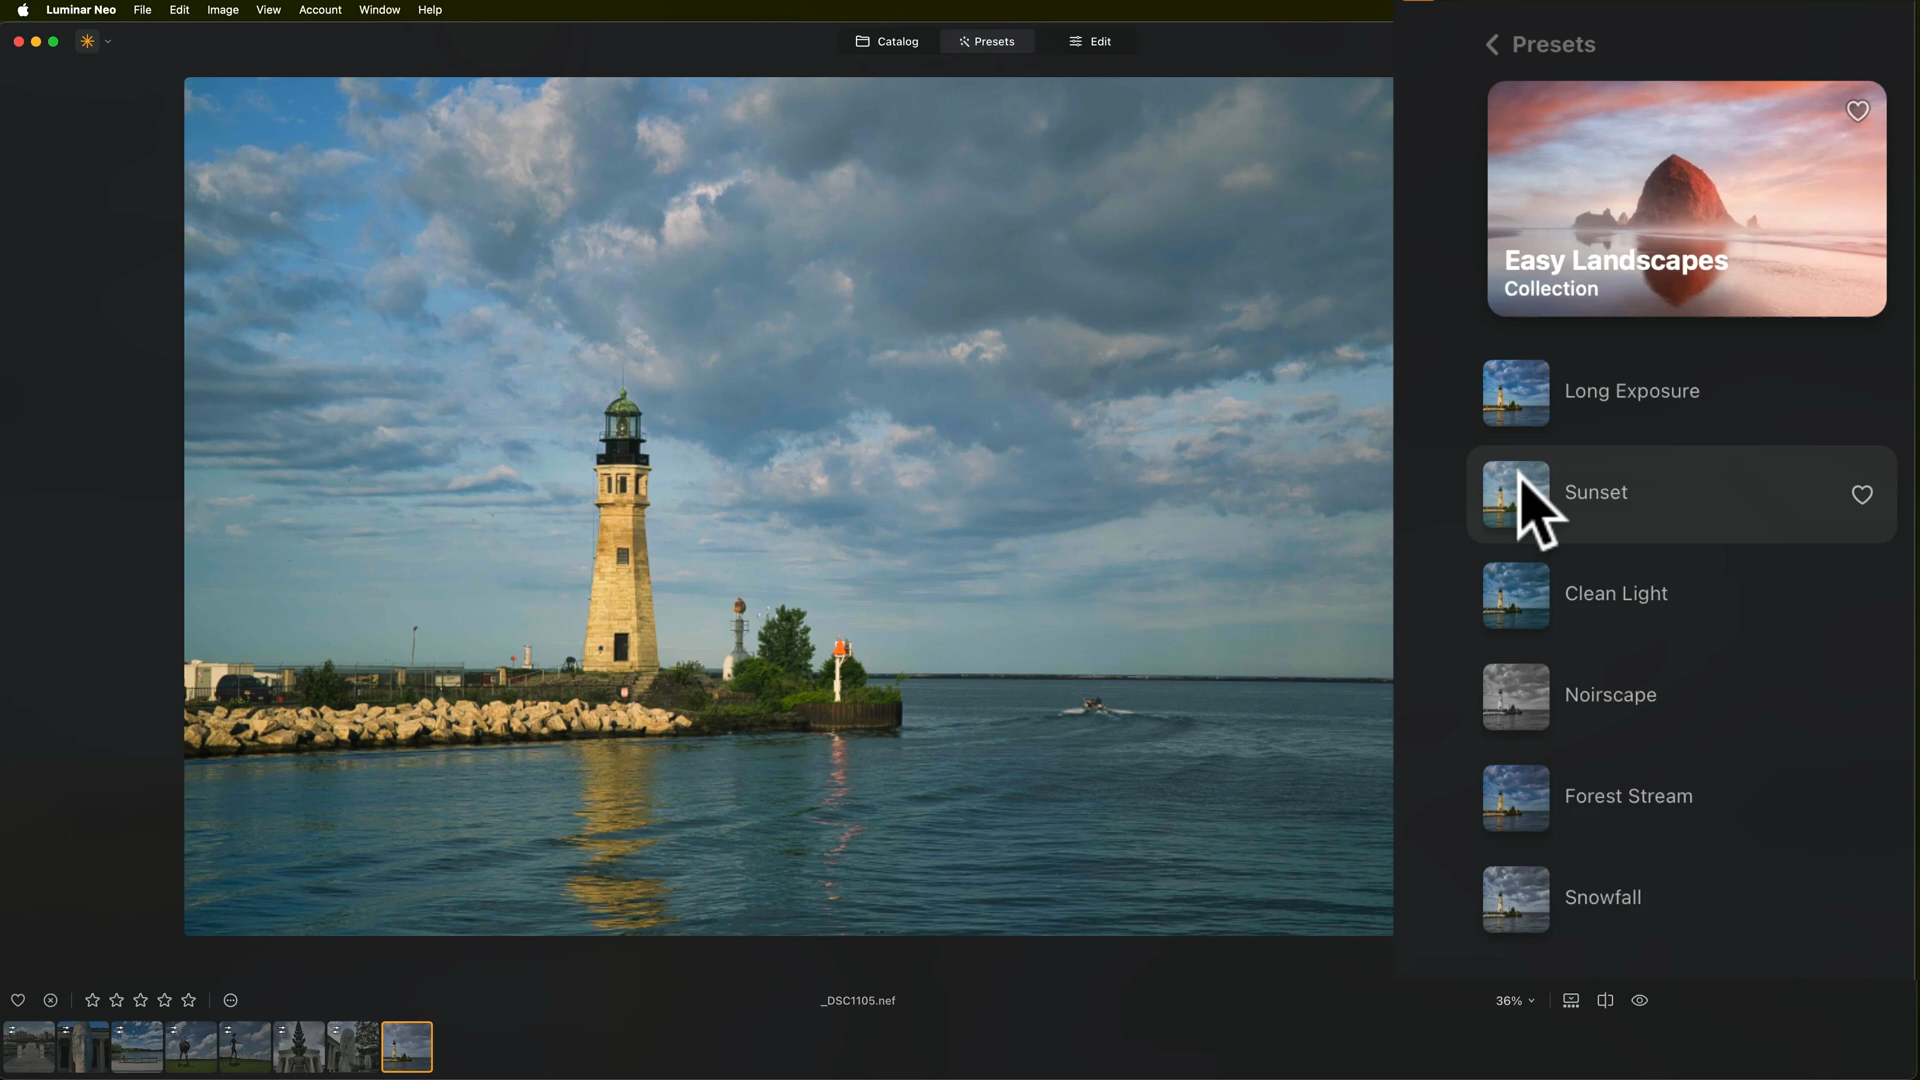 Luminar Neo File Edit Image View Account Window Help
Catalog Presets Edit
Presets
Easy Landscapes
Collection
Long Exposure
Sunset
Clean Light
Noirscape
Forest Stream
Snowfall
_DSC1105.nef
36%